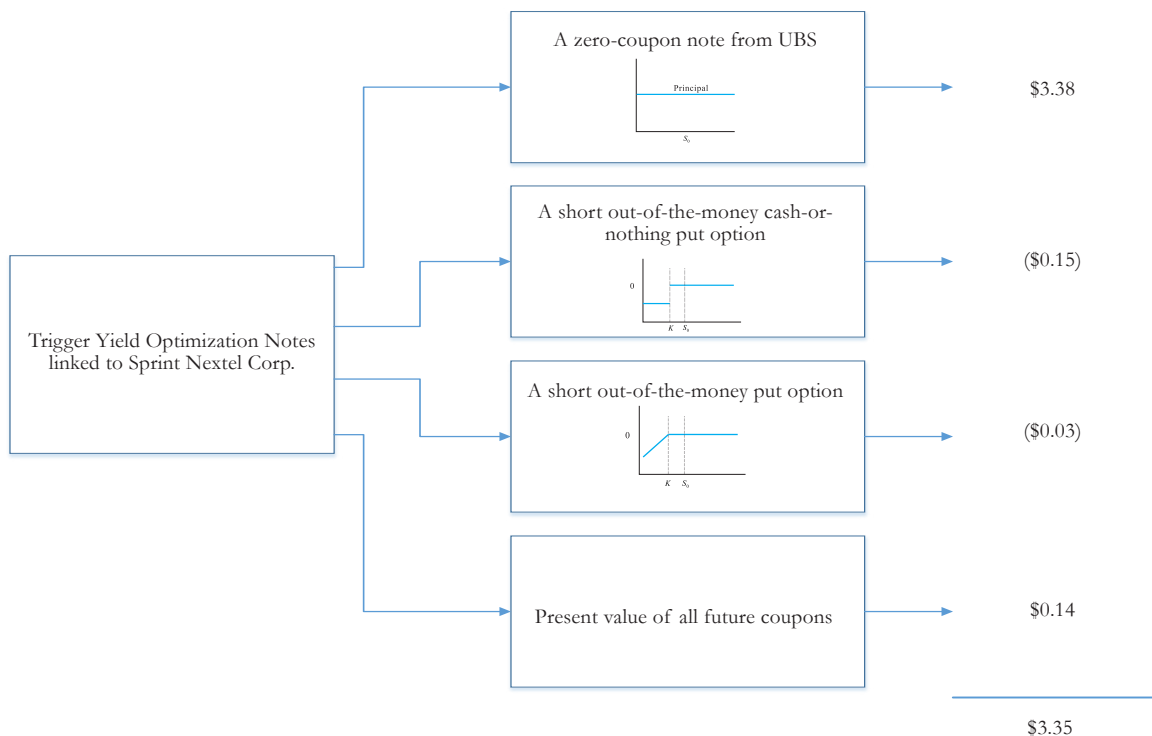 A zero-coupon note from UBS
Principal
S₀
$3.38
A short out-of-the-money cash-or-
nothing put option
0
K S₀
($0.15)
Trigger Yield Optimization Notes
linked to Sprint Nextel Corp.
A short out-of-the-money put option
0
K S₀
($0.03)
Present value of all future coupons
$0.14
$3.35